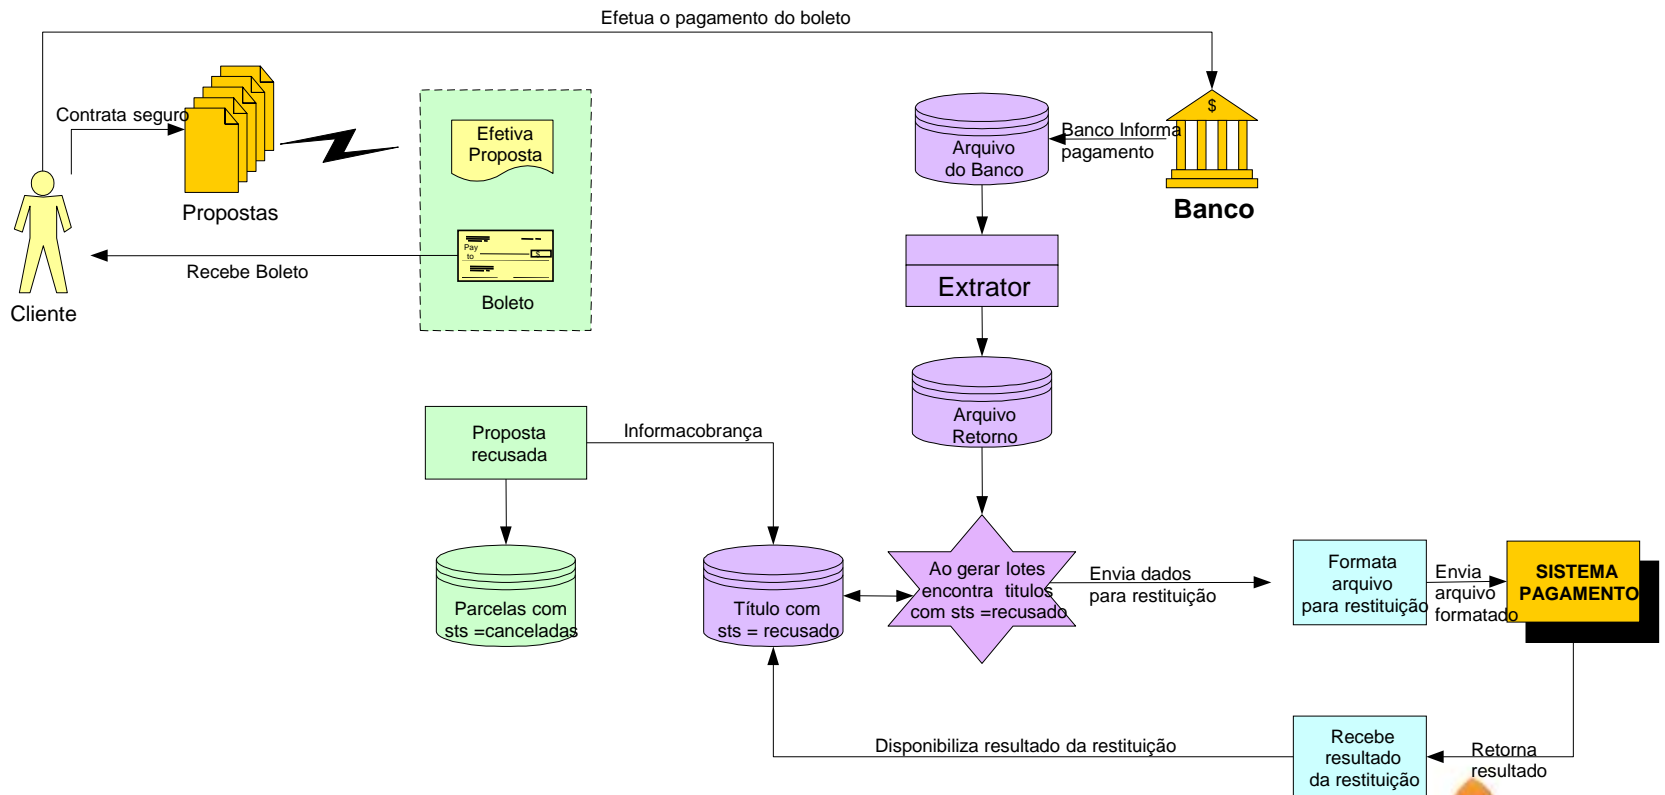 Efetua o pagamento do boleto
Contrata seguro
Propostas
Cliente
Recebe Boleto
Efetiva
Proposta
Pay
to
$
Boleto
Arquivo
do Banco
Banco Informa
pagamento
$
Banco
Extrator
Arquivo
Retorno
Proposta
recusada
Informacobrança
Parcelas com
sts =canceladas
Título com
sts = recusado
Ao gerar lotes
encontra titulos
com sts =recusado
Envia dados
para restituição
Formata
arquivo
para restituição
Envia
arquivo
formatado
SISTEMA
PAGAMENTO
Disponibiliza resultado da restituição
Recebe
resultado
da restituição
Retorna
resultado